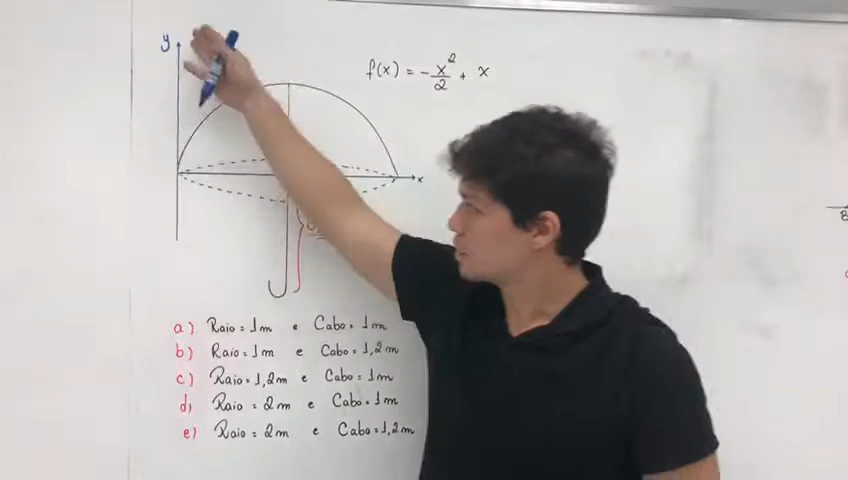 y
f(x) = - x²/2 + x
x
a) Raio = 1m e Cabo = 1m
b) Raio = 1m e Cabo = 1,2m
c) Raio = 1,2m e Cabo = 1m
d) Raio = 2m e Cabo = 1m
e) Raio = 2m e Cabo = 1,2m